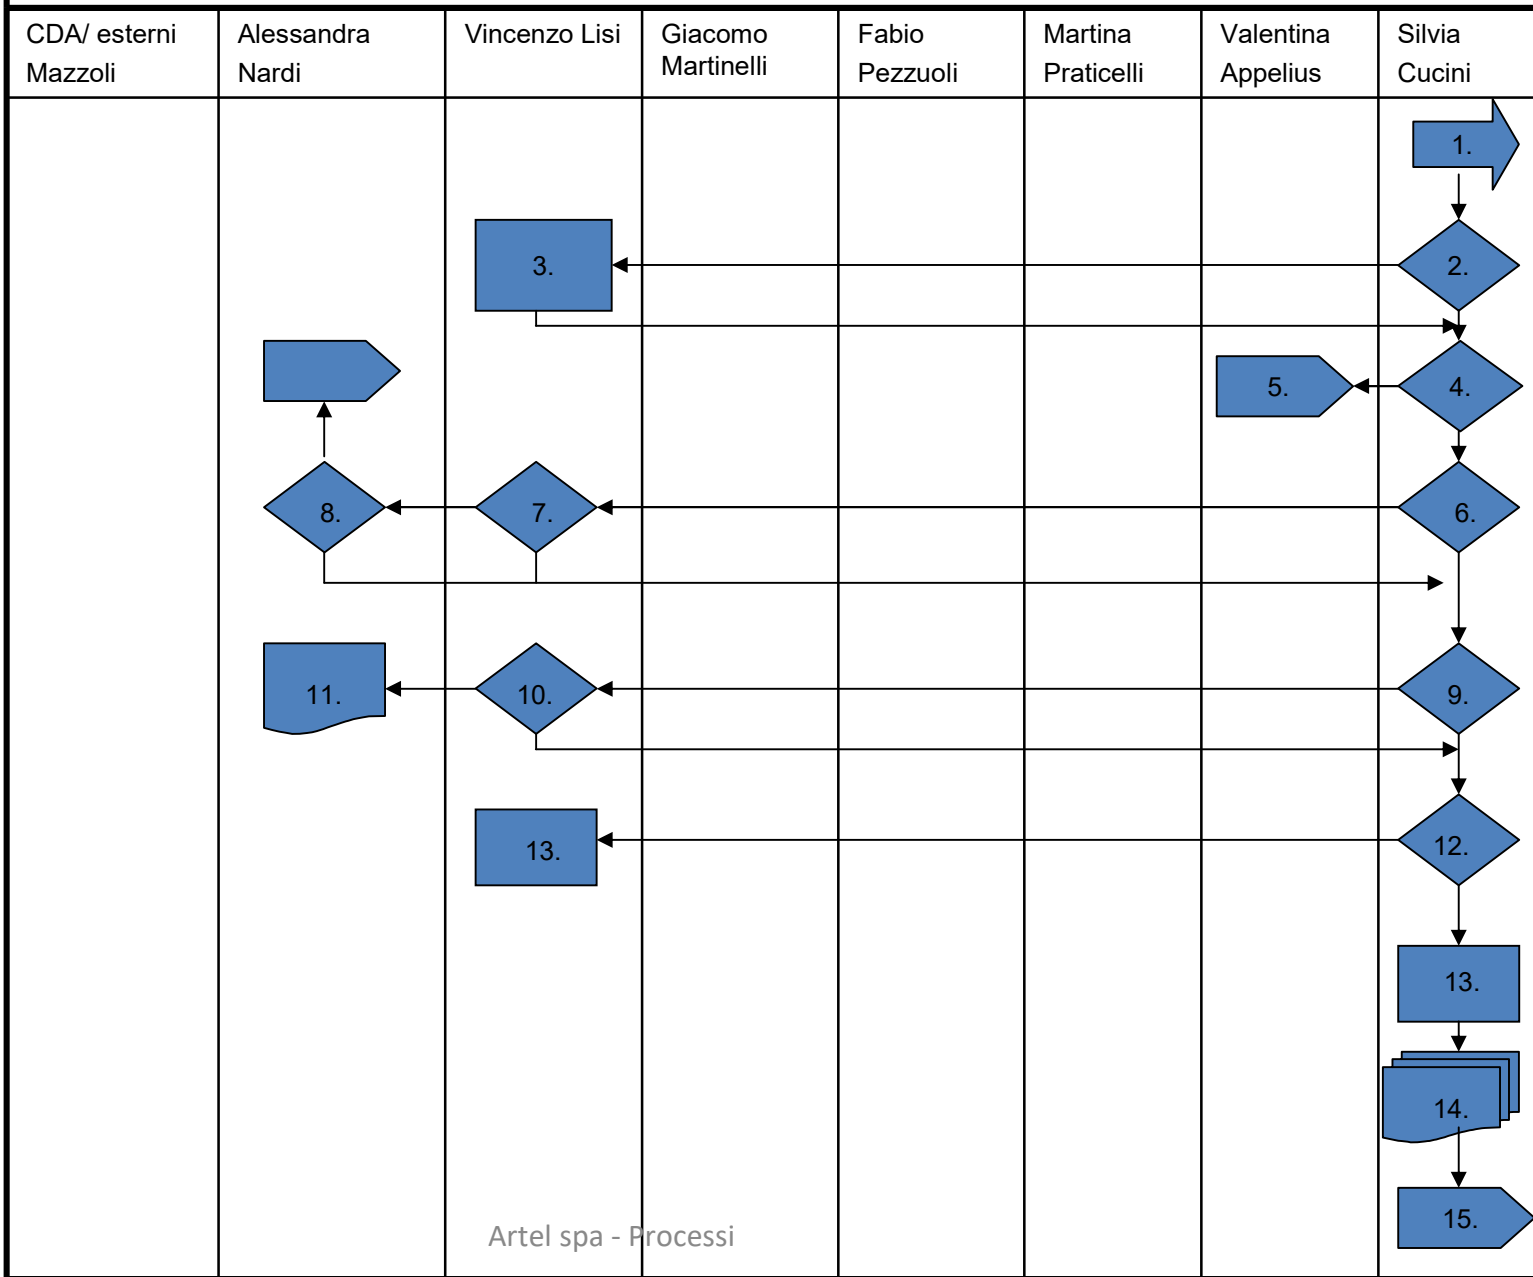 CDA/ esterni
Mazzoli
Alessandra
Nardi
Vincenzo Lisi
Giacomo
Martinelli
Fabio
Pezzuoli
Martina
Praticelli
Valentina
Appelius
Silvia
Cucini
1.
3.
2.
5.
4.
8.
7.
6.
11.
10.
9.
13.
12.
13.
14.
15.
Artel spa - Processi